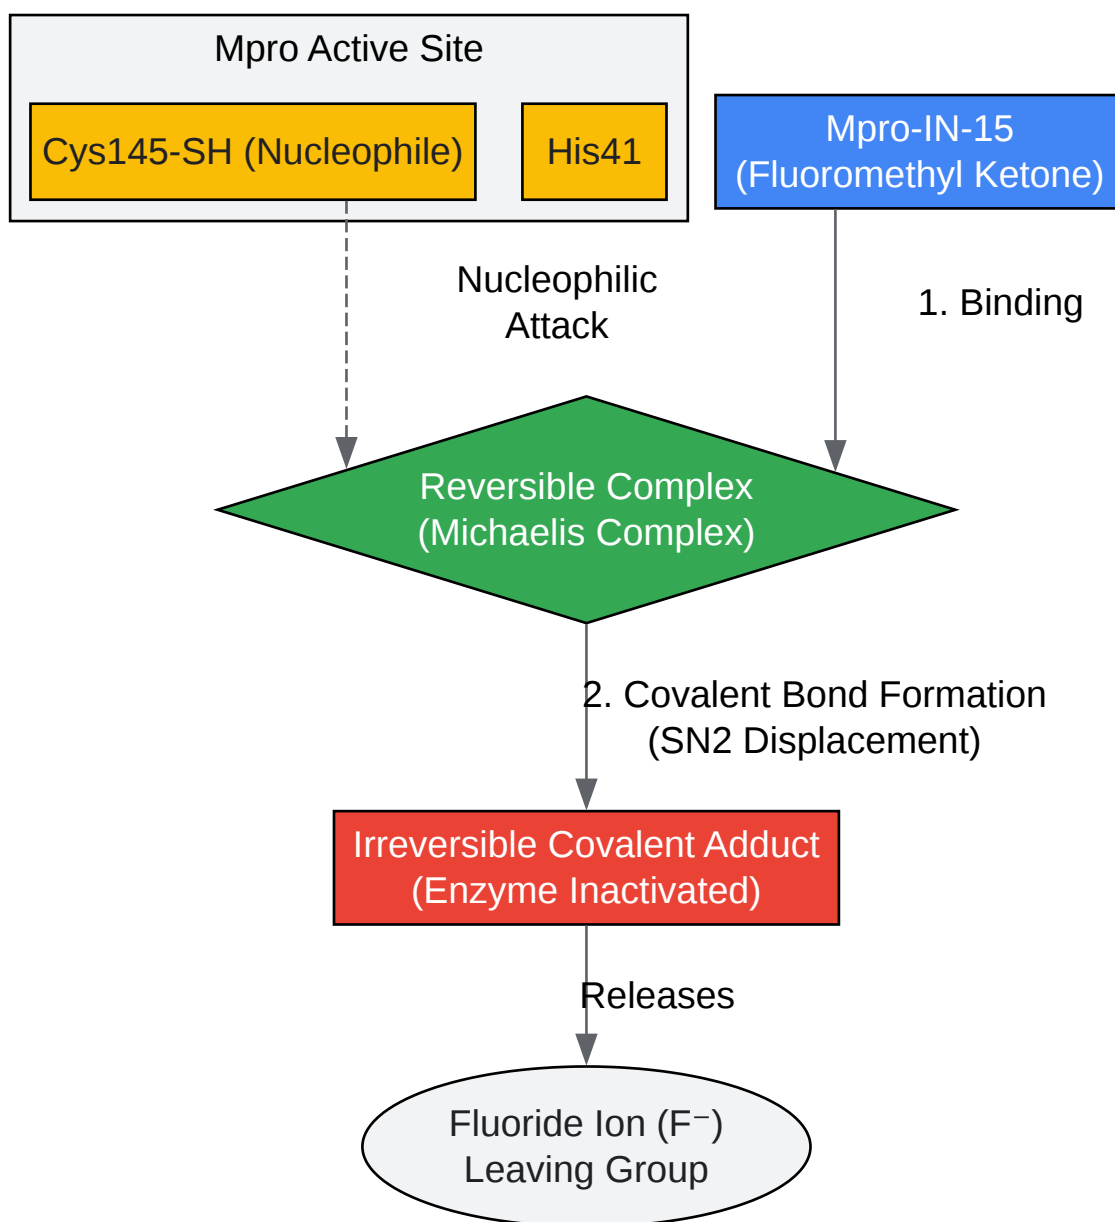 Mpro Active Site
Cys145-SH (Nucleophile)
His41
Mpro-IN-15
(Fluoromethyl Ketone)
Nucleophilic
Attack
1. Binding
Reversible Complex
(Michaelis Complex)
2. Covalent Bond Formation
(SN2 Displacement)
Irreversible Covalent Adduct
(Enzyme Inactivated)
Releases
Fluoride Ion (F⁻)
Leaving Group